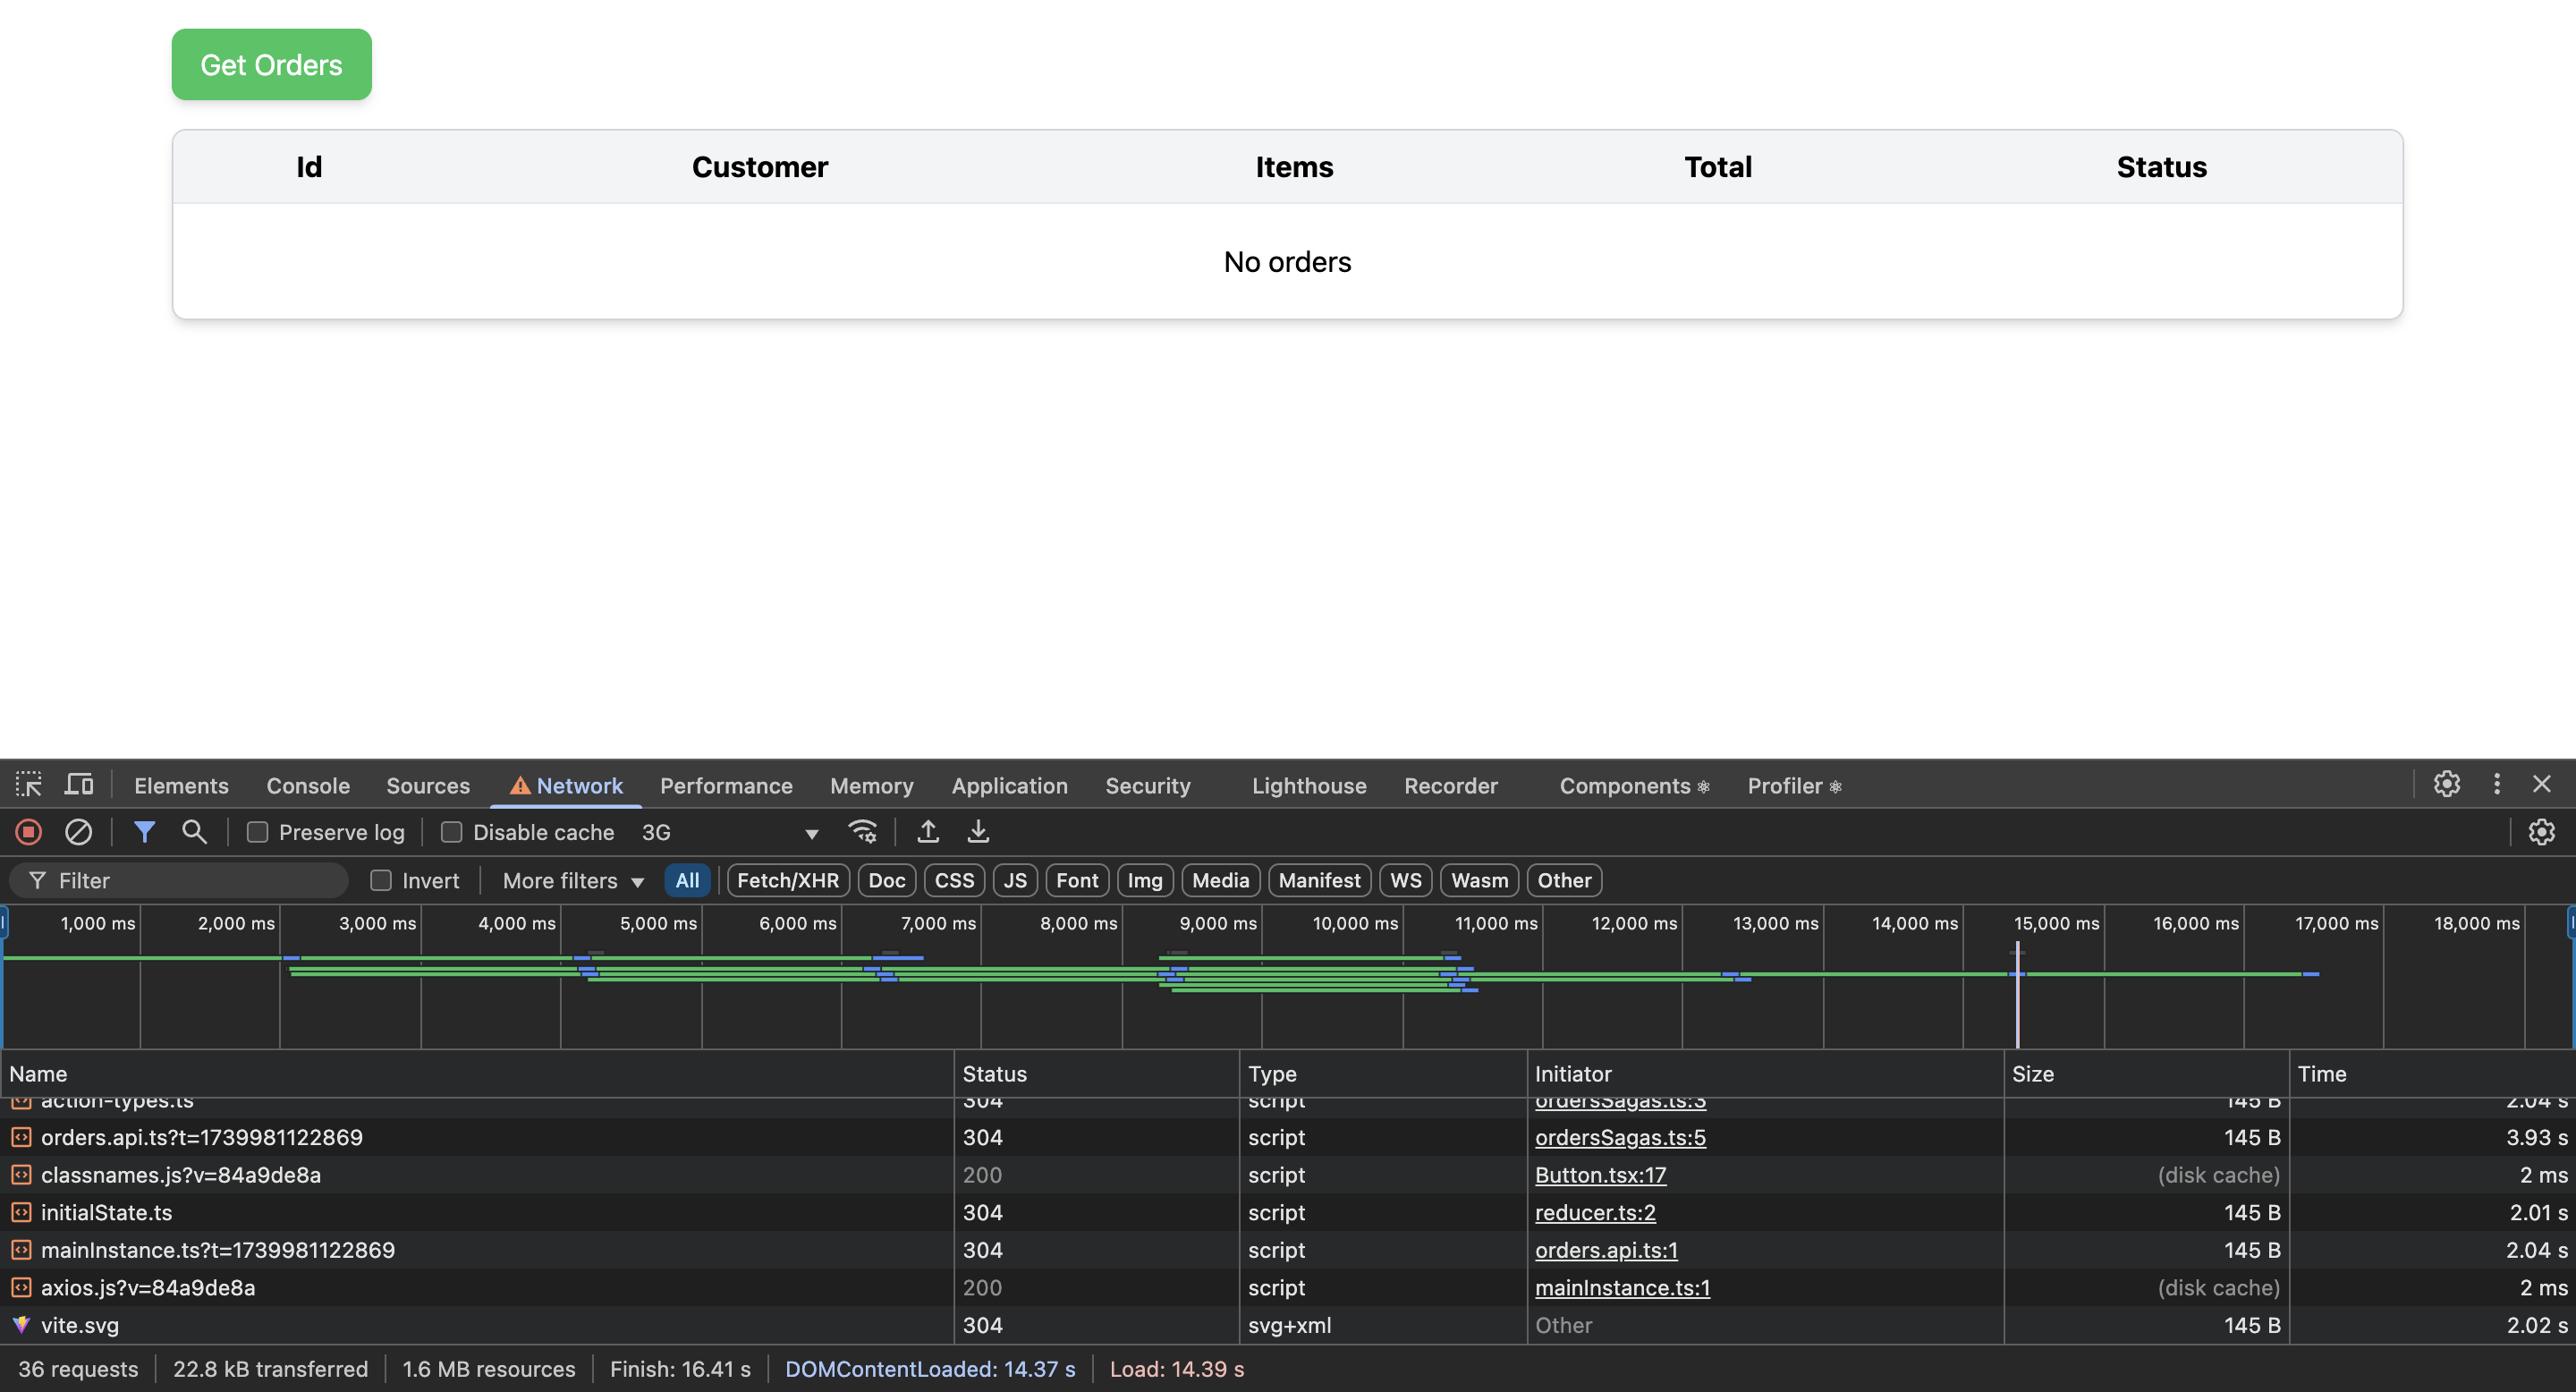 Get Orders
Id Customer Items Total Status
No orders
Elements Console Sources Network Performance Memory Application Security Lighthouse Recorder Components Profiler
Preserve log Disable cache 3G
Filter Invert More filters All Fetch/XHR Doc CSS JS Font Img Media Manifest WS Wasm Other
1,000 ms 2,000 ms 3,000 ms 4,000 ms 5,000 ms 6,000 ms 7,000 ms 8,000 ms 9,000 ms 10,000 ms 11,000 ms 12,000 ms 13,000 ms 14,000 ms 15,000 ms 16,000 ms 17,000 ms 18,000 ms
Name Status Type Initiator Size Time
action-types.ts 304 script ordersSagas.ts:3 145 B 2.04 s
orders.api.ts?t=1739981122869 304 script ordersSagas.ts:5 145 B 3.93 s
classnames.js?v=84a9de8a 200 script Button.tsx:17 (disk cache) 2 ms
initialState.ts 304 script reducer.ts:2 145 B 2.01 s
mainInstance.ts?t=1739981122869 304 script orders.api.ts:1 145 B 2.04 s
axios.js?v=84a9de8a 200 script mainInstance.ts:1 (disk cache) 2 ms
vite.svg 304 svg+xml Other 145 B 2.02 s
36 requests 22.8 kB transferred 1.6 MB resources Finish: 16.41 s DOMContentLoaded: 14.37 s Load: 14.39 s